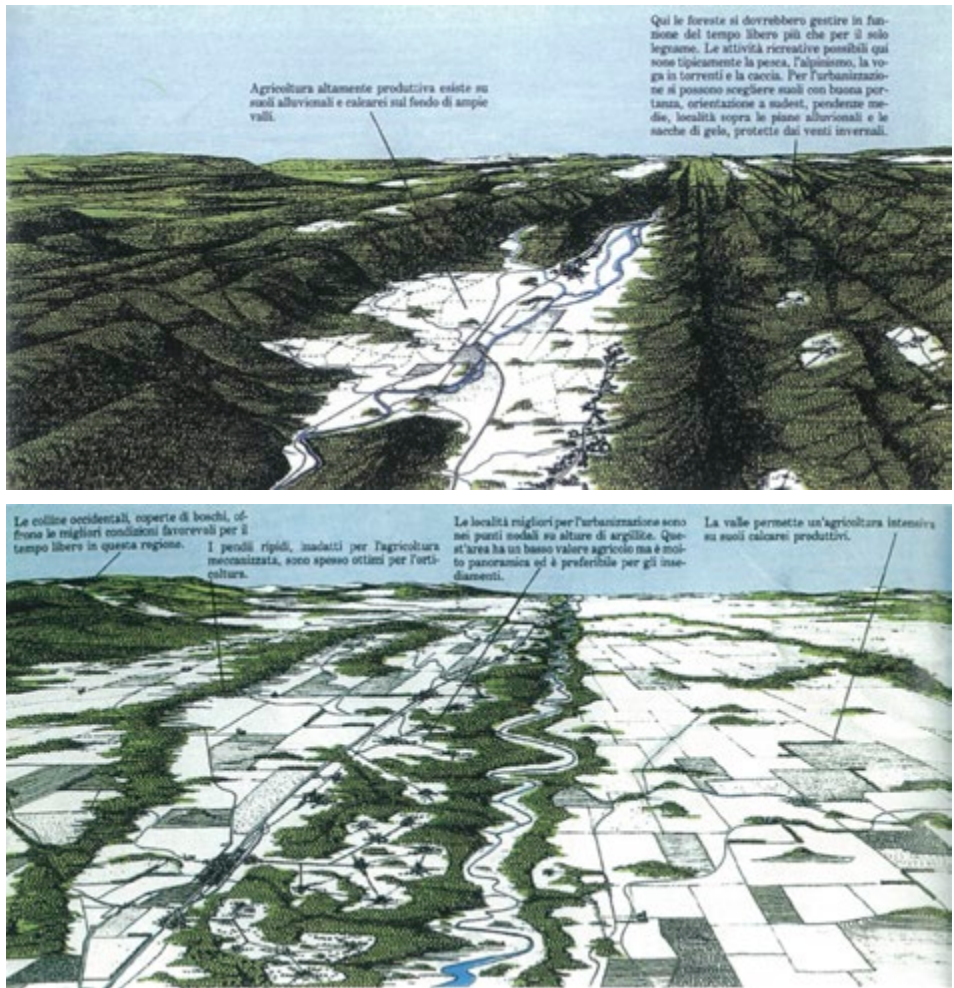 Qui le foreste si dovrebbero gestire in fun-
zione del tempo libero più che per il solo
legname. Le attività ricreative possibili qui
sono tipicamente la pesca, l'alpinismo, la vo-
ga in torrenti e la caccia. Per l'urbanizzazio-
ne si possono scegliere suoli con buona por-
tanza, orientazione a sudest, pendenze me-
die, località sopra le piane alluvionali e le
sacche di gelo, protette dai venti invernali.
Agricoltura altamente produttiva esiste su
suoli alluvionali e calcarei sul fondo di ampie
valli.
Le colline occidentali, coperte di boschi, of-
frono le migliori condizioni favorevali per il
tempo libero in questa regione.
I pendii ripidi, inadatti per l'agricoltura
meccanizzata, sono spesso ottimi per l'orti-
coltura.
Le località migliori per l'urbanizzazione sono
nei punti nodali su alture di argillite. Que-
st'area ha un basso valore agricolo ma è mol-
to panoramica ed è preferibile per gli inse-
diamenti.
La valle permette un'agricoltura intensiva
su suoli calcarei produttivi.